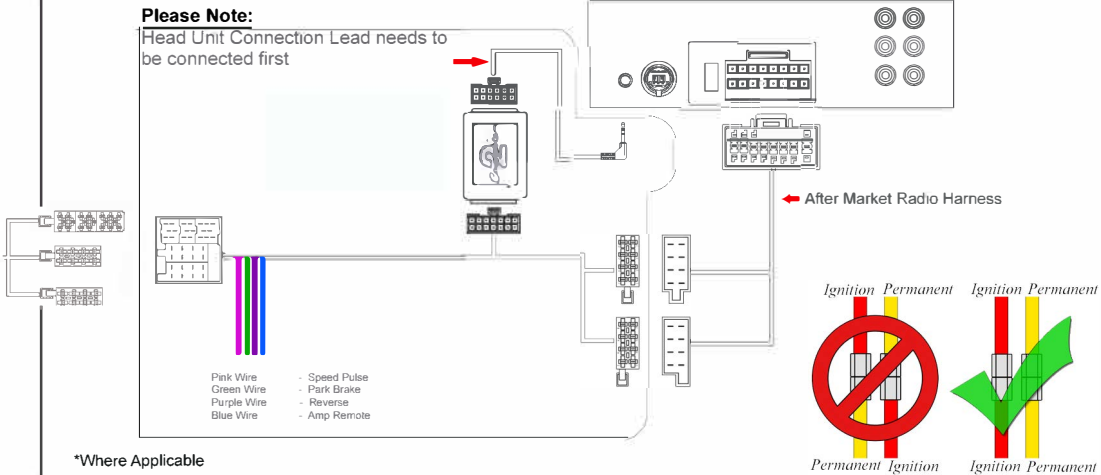 Please Note:
Head Unit Connection Lead needs to
be connected first
After Market Radio Harness
Ignition Permanent Ignition Permanent
Pink Wire - Speed Pulse
Green Wire - Park Brake
Purple Wire - Reverse
Blue Wire - Amp Remote
Permanent Ignition Ignition Permanent
*Where Applicable